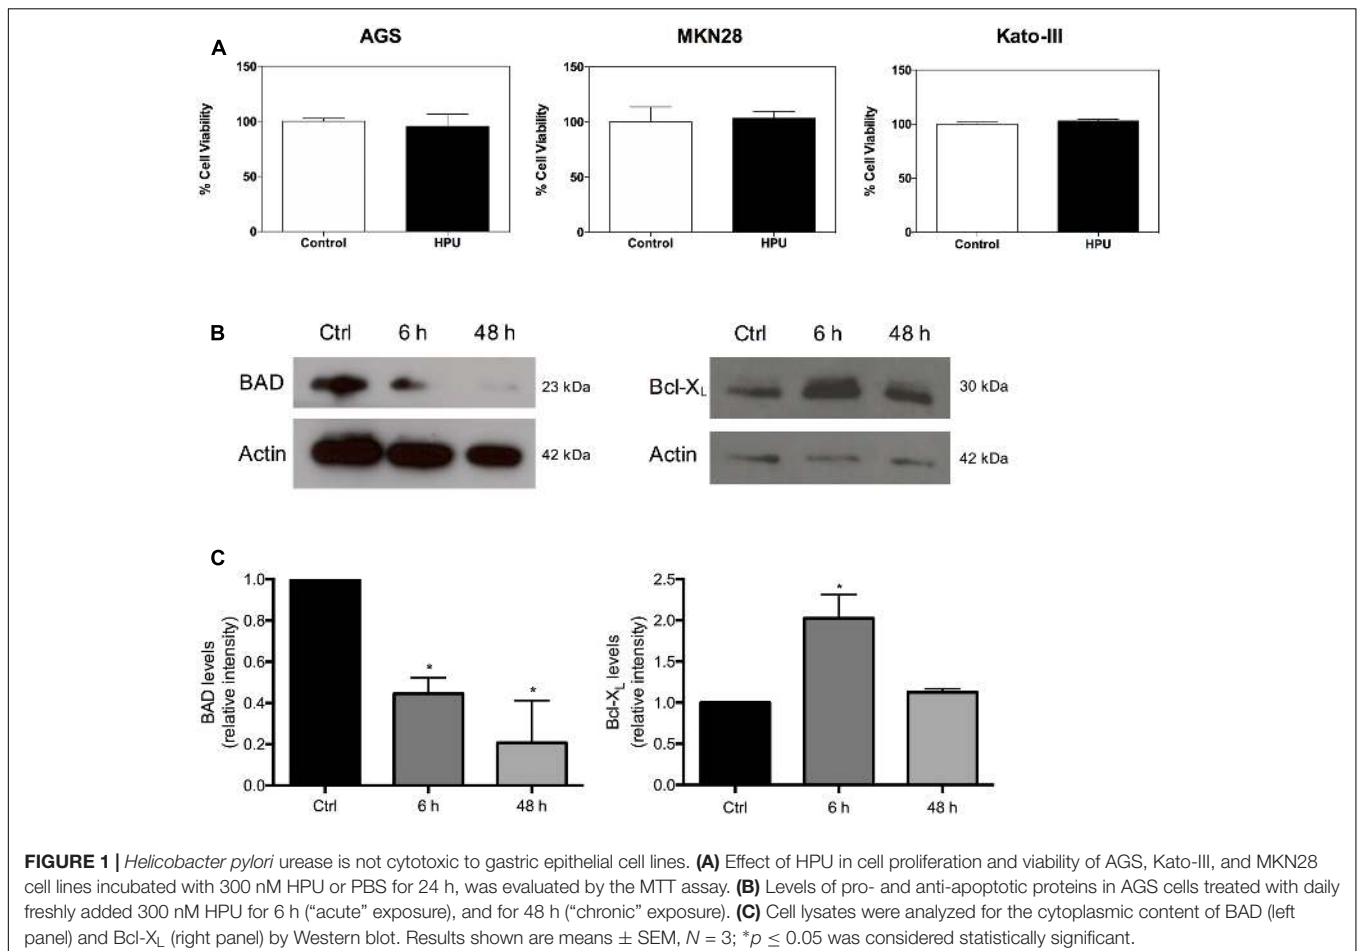 A
AGS
MKN28
Kato-III
% Cell Viability
150
100
50
0
Control
HPU
% Cell Viability
150
100
50
0
Control
HPU
% Cell Viability
150
100
50
0
Control
HPU
B
Ctrl 6 h 48 h
BAD
23 kDa
Actin
42 kDa
Ctrl 6 h 48 h
Bcl-XL
30 kDa
Actin
42 kDa
C
BAD levels
(relative intensity)
1.0
0.8
0.6
0.4
0.2
0.0
*
*
Ctrl 6 h 48 h
Bcl-XL levels
(relative intensity)
2.5
2.0
1.5
1.0
0.5
0.0
*
Ctrl 6 h 48 h
FIGURE 1 | Helicobacter pylori urease is not cytotoxic to gastric epithelial cell lines. (A) Effect of HPU in cell proliferation and viability of AGS, Kato-III, and MKN28
cell lines incubated with 300 nM HPU or PBS for 24 h, was evaluated by the MTT assay. (B) Levels of pro- and anti-apoptotic proteins in AGS cells treated with daily
freshly added 300 nM HPU for 6 h (“acute” exposure), and for 48 h (“chronic” exposure). (C) Cell lysates were analyzed for the cytoplasmic content of BAD (left
panel) and Bcl-XL (right panel) by Western blot. Results shown are means ± SEM, N = 3; *p ≤ 0.05 was considered statistically significant.